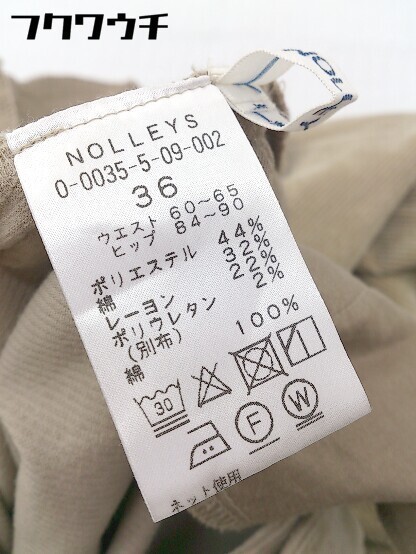 フクワウチ
NOLLEYS
0-0035-5-09-002
36
ウエスト 60~65
ヒップ 84~90
ポリエステル 44%
綿 32%
レーヨン 22%
ポリウレタン 2%
(別布)
綿 100%
30
F W
ネット使用